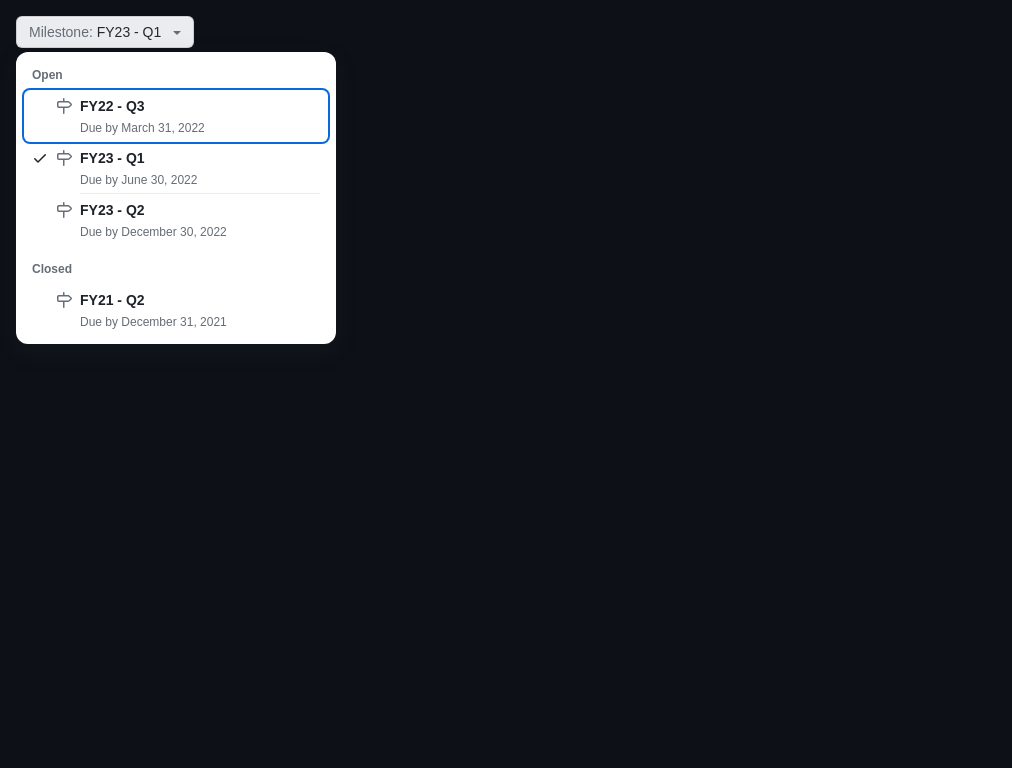 Milestone: FY23 - Q1
Open
FY22 - Q3
Due by March 31, 2022
FY23 - Q1
Due by June 30, 2022
FY23 - Q2
Due by December 30, 2022
Closed
FY21 - Q2
Due by December 31, 2021